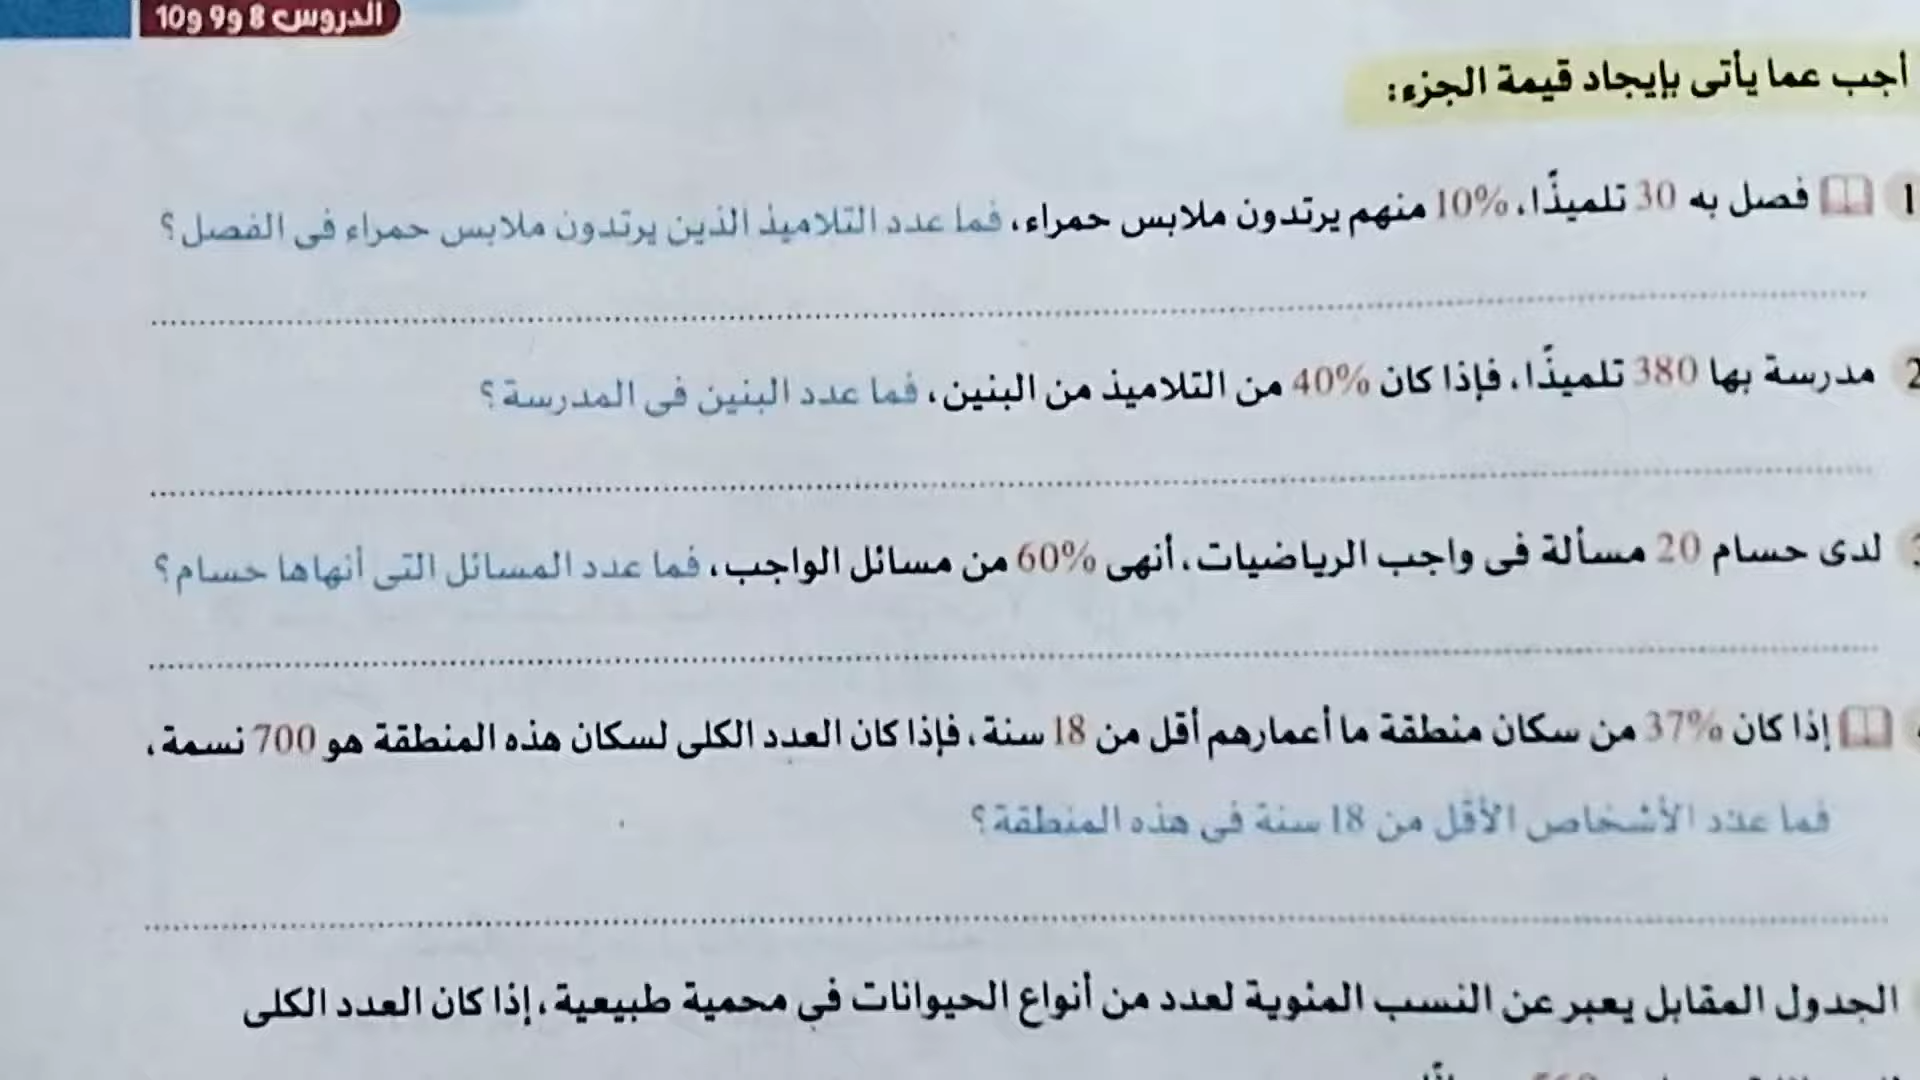 الدروس 8 و9 و10
أجب عما يأتى بإيجاد قيمة الجزء:
1 فصل به 30 تلميذًا، 10% منهم يرتدون ملابس حمراء، فما عدد التلاميذ الذين يرتدون ملابس حمراء فى الفصل؟
2 مدرسة بها 380 تلميذًا، فإذا كان 40% من التلاميذ من البنين، فما عدد البنين فى المدرسة؟
لدى حسام 20 مسألة فى واجب الرياضيات، أنهى 60% من مسائل الواجب، فما عدد المسائل التى أنهاها حسام؟
إذا كان 37% من سكان منطقة ما أعمارهم أقل من 18 سنة، فإذا كان العدد الكلى لسكان هذه المنطقة هو 700 نسمة،
فما عدد الأشخاص الأقل من 18 سنة فى هذه المنطقة؟
الجدول المقابل يعبر عن النسب المئوية لعدد من أنواع الحيوانات في محمية طبيعية، إذا كان العدد الكلى